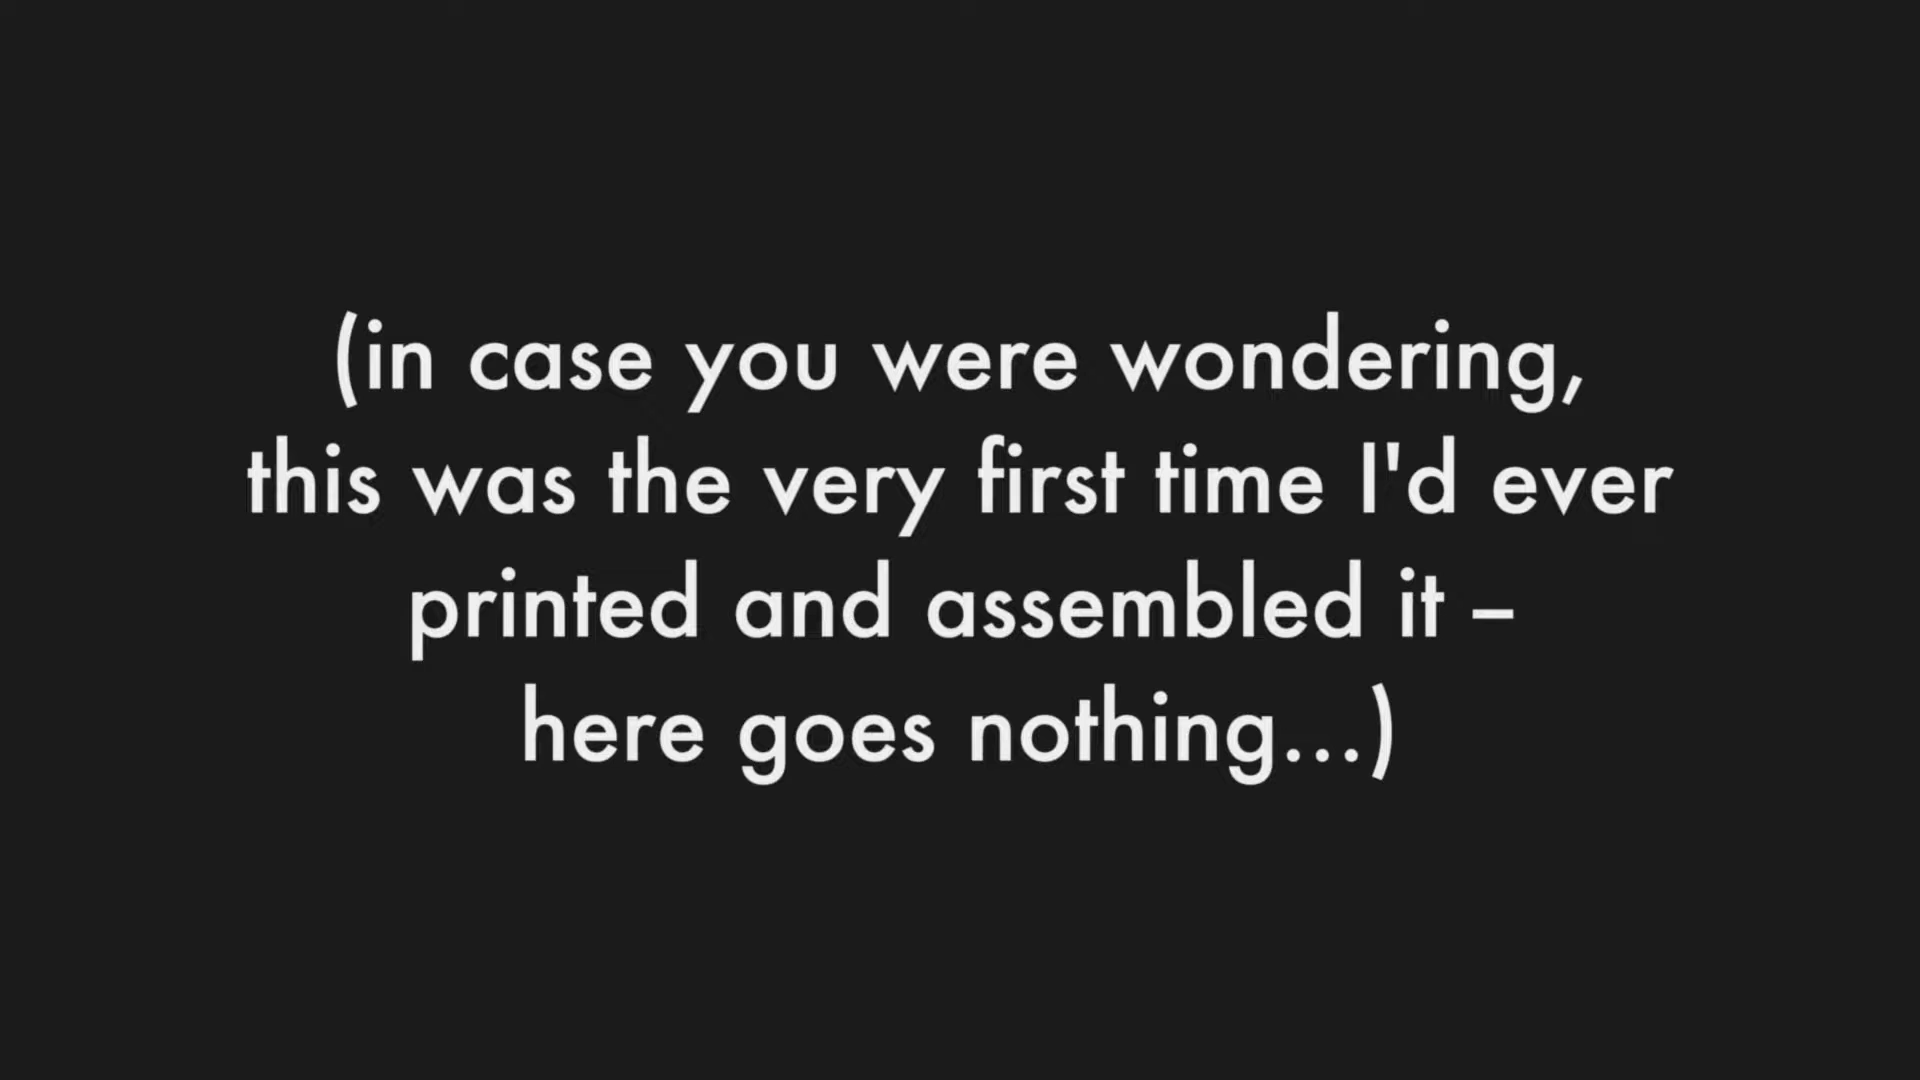 (in case you were wondering,
this was the very first time I'd ever
printed and assembled it –
here goes nothing...)